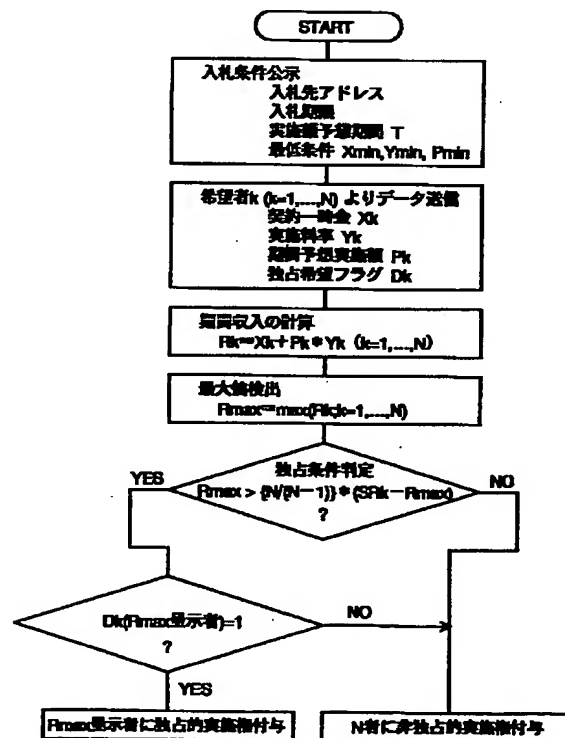 START
入札条件公示
入札先アドレス
入札期限
実施額予想期間 T
最低条件 Xmin,Ymin, Pmin
希望者k (k=1,...,N) よりデータ送信
契約一時金 Xk
実施料率 Yk
期間予想実施額 Pk
独占希望フラグ Dk
期間収入の計算
Rk=Xk+Pk*Yk (k=1,...,N)
最大値検出
Rmax=max(Rk;k=1,...,N)
独占条件判定
YES
NO
Rmax > {N/(N-1)}*(SRk-Rmax)
?
Dk(Rmax呈示者)=1
NO
?
YES
Rmax呈示者に独占的実施権付与
N者に非独占的実施権付与